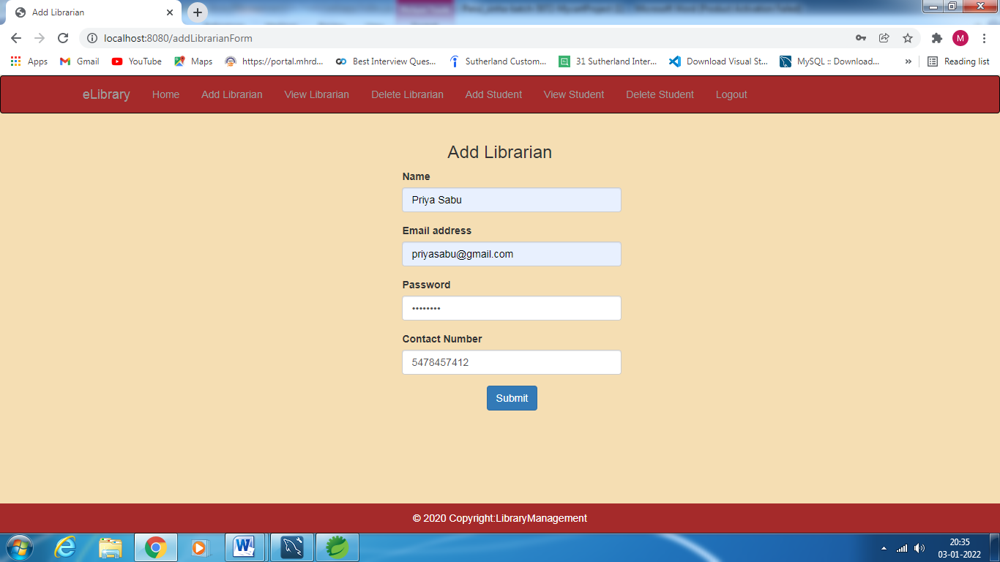 Add Librarian
localhost:8080/addLibrarianForm
M
Apps Gmail YouTube Maps https://portal.mhrd... Best Interview Ques... Sutherland Custom... 31 Sutherland Inter... Download Visual St... MySQL :: Download... » Reading list
eLibrary Home Add Librarian View Librarian Delete Librarian Add Student View Student Delete Student Logout
Add Librarian
Name
Priya Sabu
Email address
priyasabu@gmail.com
Password
••••••••
Contact Number
5478457412
Submit
© 2020 Copyright:LibraryManagement
20:35
03-01-2022